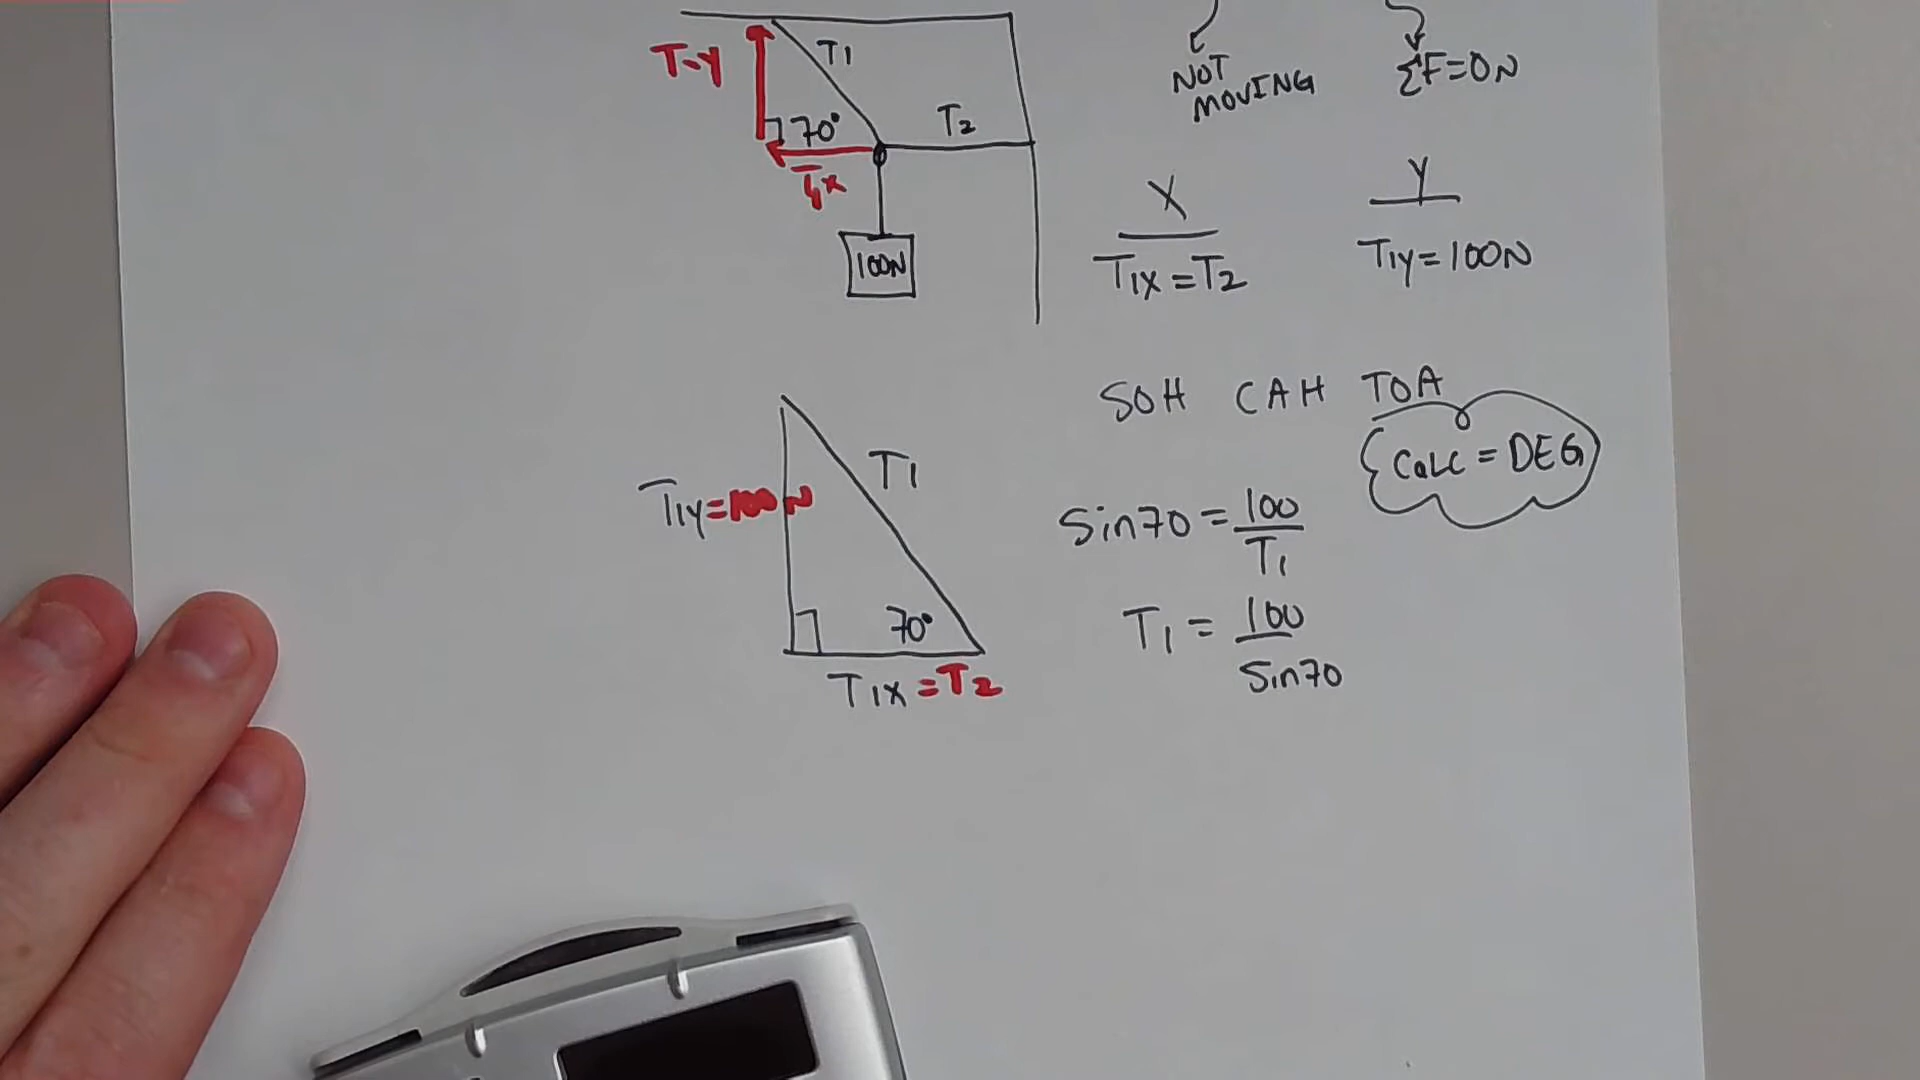 T1y
T1
70°
T2
T1x
100N
NOT
MOVING
ΣF=0N
X
T1x=T2
Y
T1y=100N
SOH CAH TOA
CALC = DEG
T1y=100N
T1
70°
T1x=T2
Sin70=100/T1
T1=100/Sin70